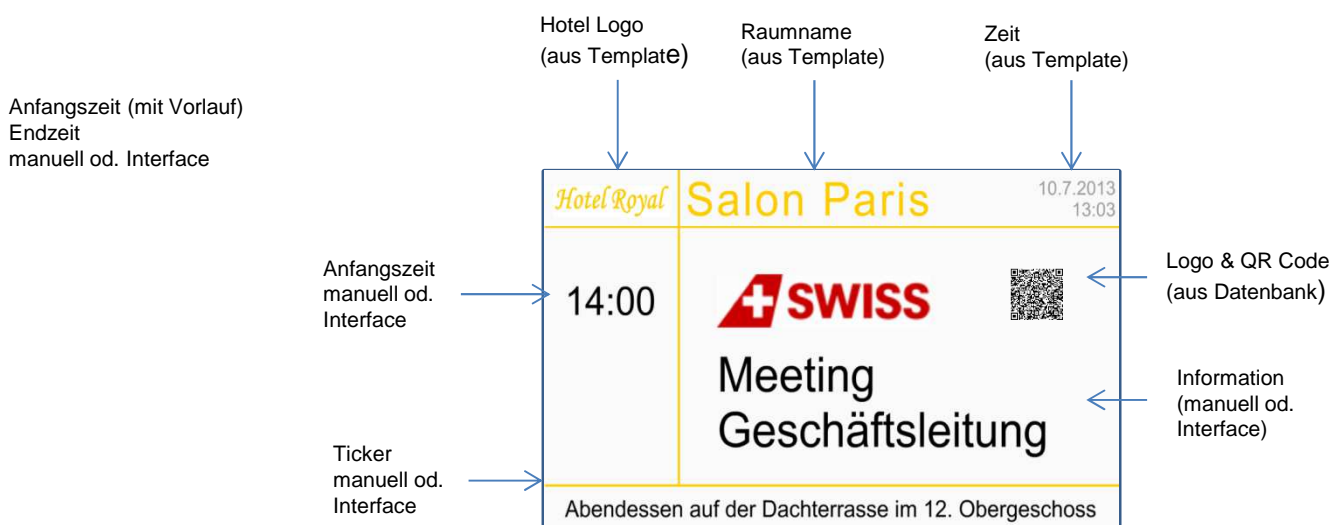 Hotel Logo
(aus Template)
Raumname
(aus Template)
Zeit
(aus Template)
Anfangszeit (mit Vorlauf)
Endzeit
manuell od. Interface
Hotel Royal
Salon Paris
10.7.2013
13:03
Anfangszeit
manuell od.
Interface
14:00
SWISS
Logo & QR Code
(aus Datenbank)
Meeting
Geschäftsleitung
Information
(manuell od.
Interface)
Ticker
manuell od.
Interface
Abendessen auf der Dachterrasse im 12. Obergeschoss